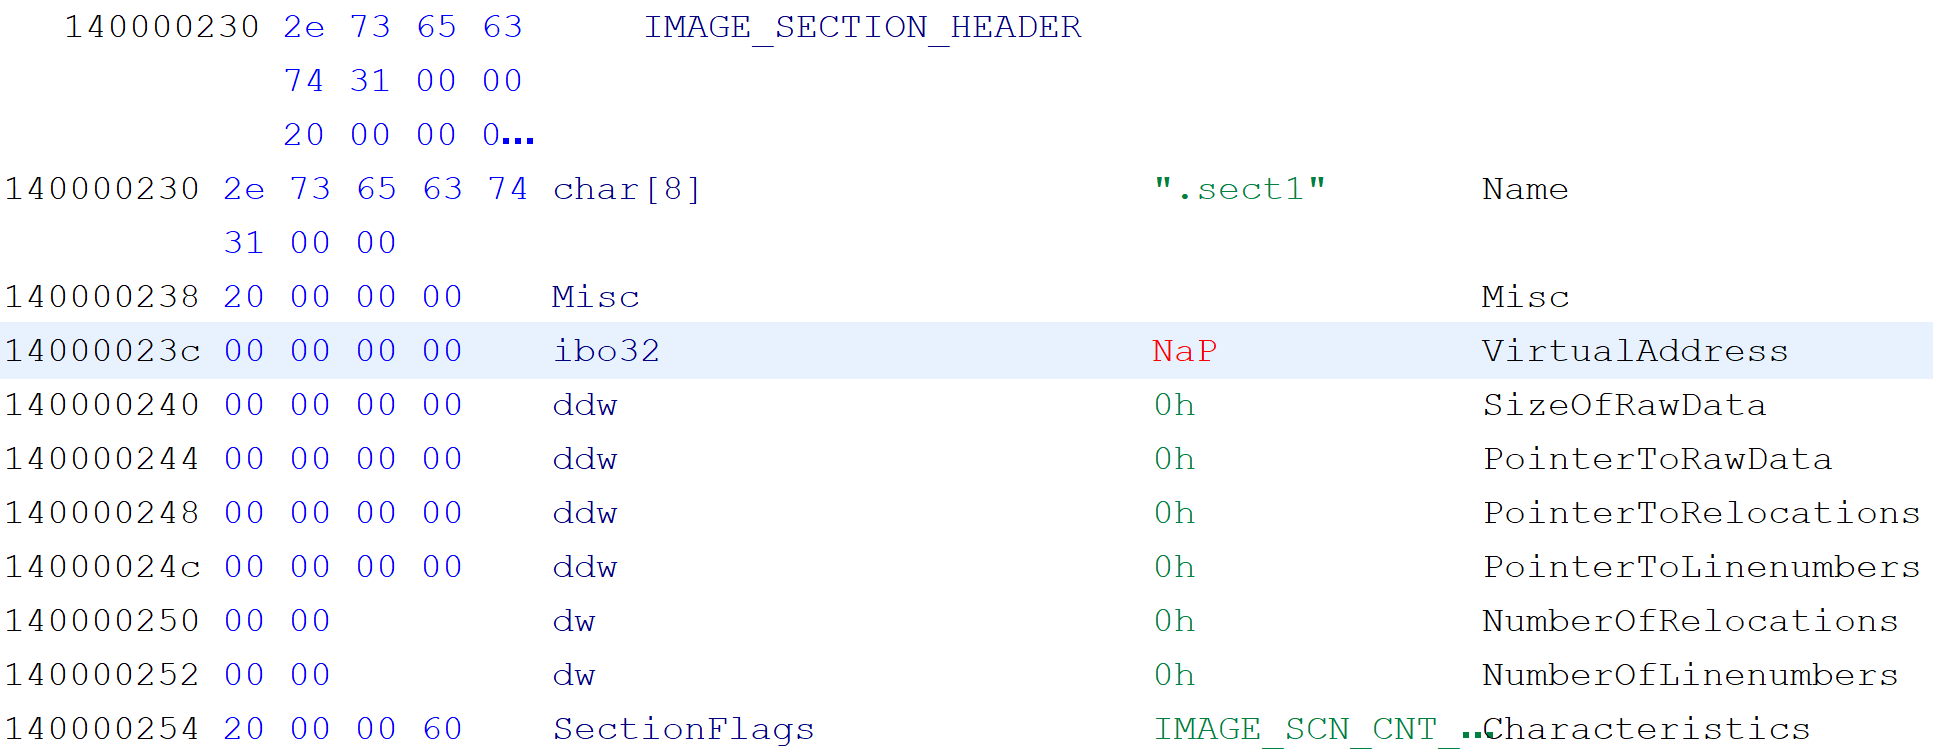 140000230 2e 73 65 63 IMAGE_SECTION_HEADER
74 31 00 00
20 00 00 0...
140000230 2e 73 65 63 74 char[8] ".sect1" Name
31 00 00
140000238 20 00 00 00 Misc Misc
14000023c 00 00 00 00 ibo32 NaP VirtualAddress
140000240 00 00 00 00 ddw 0h SizeOfRawData
140000244 00 00 00 00 ddw 0h PointerToRawData
140000248 00 00 00 00 ddw 0h PointerToRelocations
14000024c 00 00 00 00 ddw 0h PointerToLinenumbers
140000250 00 00 dw 0h NumberOfRelocations
140000252 00 00 dw 0h NumberOfLinenumbers
140000254 20 00 00 60 SectionFlags IMAGE_SCN_CNT_... Characteristics